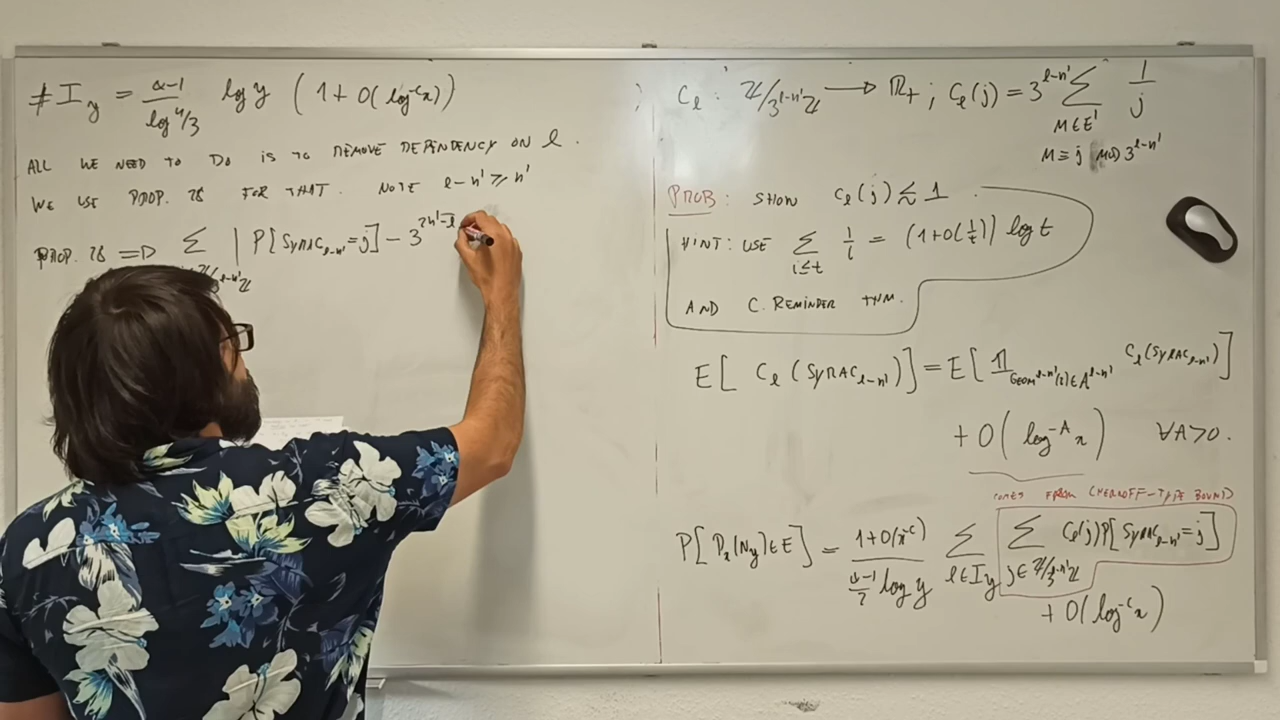 # I_y = α-1 / log 4/3 log y (1 + O(log^{-c} x))
ALL WE NEED TO DO IS TO REMOVE DEPENDENCY ON l.
WE USE PROP. 28 FOR THAT. NOTE l-n' ≥ n'
PROP. 28 ⇒ Σ | P[SYRAC_{l-n'} = j] - 3^{2n'-l}
C_l : ℤ/3^{l-n'}ℤ → ℝ_+ ; C_l(j) = 3^{l-n'} Σ_{M∈E'} 1/j
M ≡ j MOD 3^{l-n'}
PROB: SHOW C_l(j) ≲ 1
HINT: USE Σ_{i≤t} 1/i = (1+O(1/t)) log t
AND C. REMINDER THM.
E[ C_l (SYRAC_{l-n'}) ] = E[ 𝟙_{GEOM^{l-n'}(2)∈A^{l-n'}} C_l(SYRAC_{l-n'}) ]
+ O( log^{-A} x ) ∀A>0.
COMES FROM CHERNOFF-TYPE BOUND
P[ P_x(N_y)∈E ] = 1+O(x^{-c}) / α-1/2 log y Σ_{l∈I_y} Σ_{j∈ℤ/3^{l-n'}ℤ} C_l(j)P[SYRAC_{l-n'}=j]
+ O(log^{-c} x)